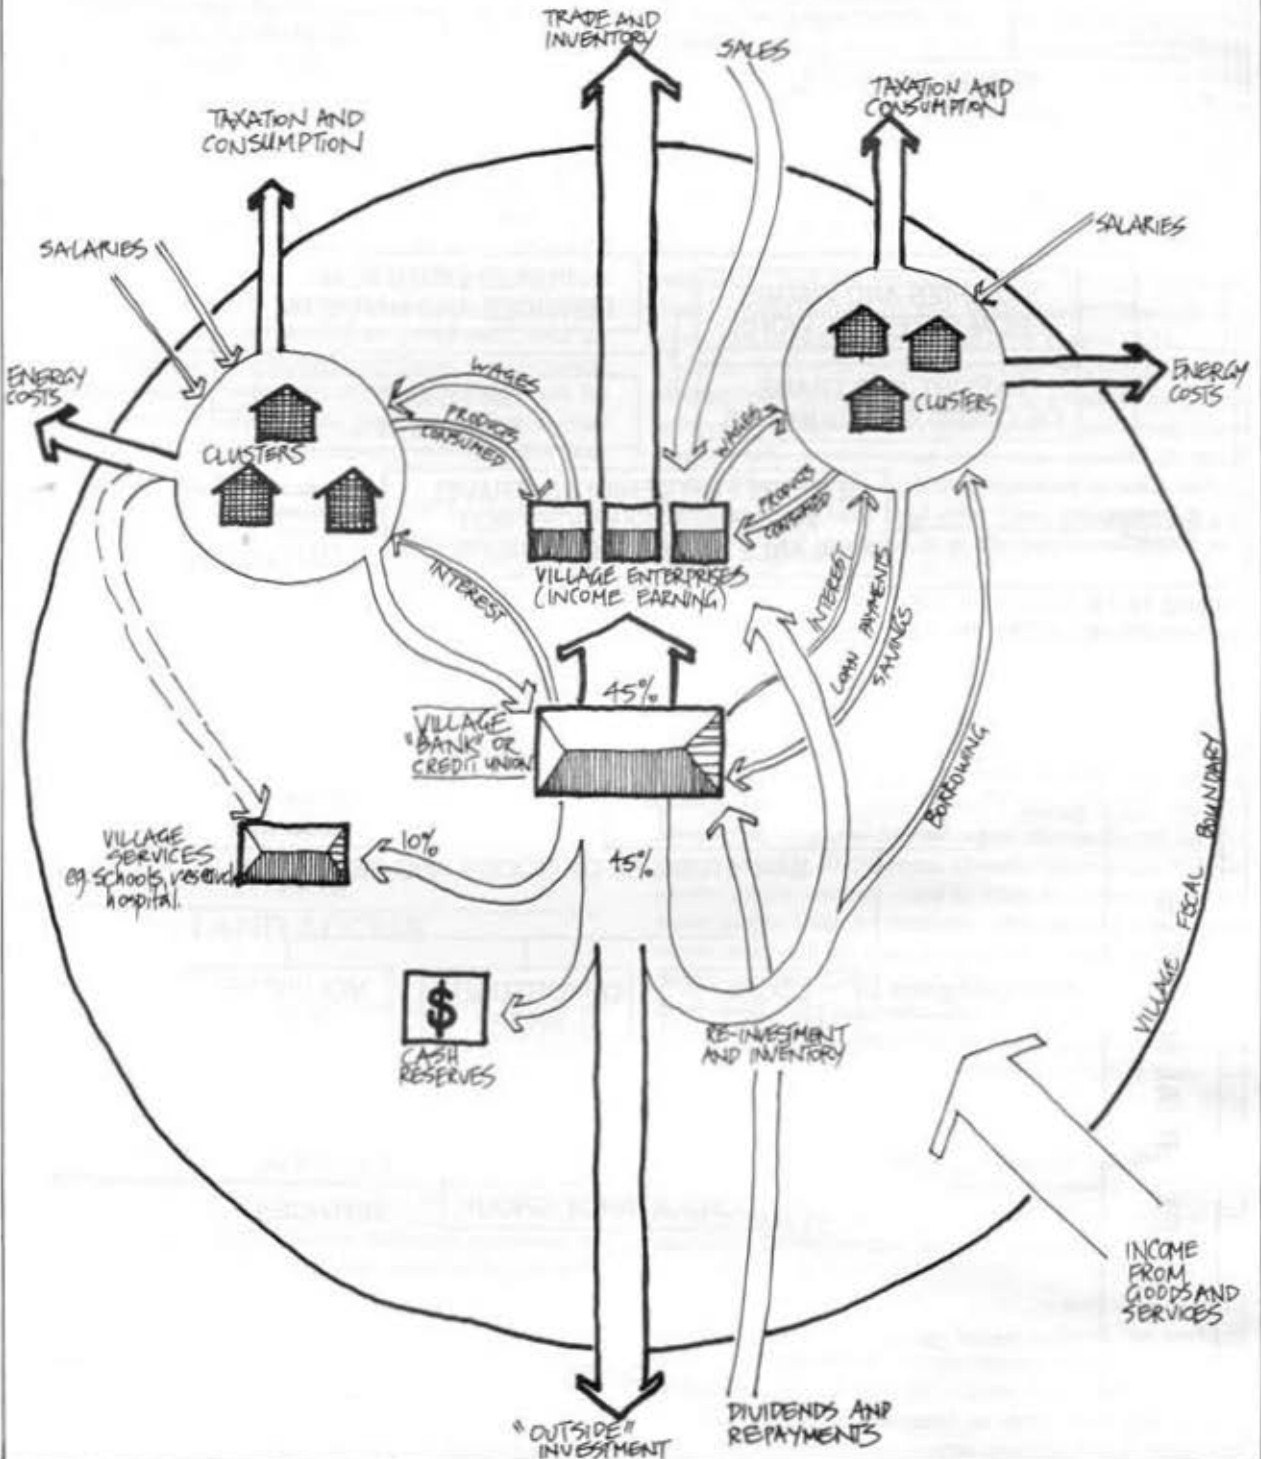 TRADE AND
INVENTORY
SALES
TAXATION AND
CONSUMPTION
TAXATION AND
CONSUMPTION
SALARIES
SALARIES
ENERGY
COSTS
WAGES
PRODUCTS
CONSUMED
CLUSTERS
WAGES
PRODUCTS
CONSUMED
CLUSTERS
ENERGY
COSTS
VILLAGE ENTERPRISES
(INCOME EARNING)
INTEREST
INTEREST
LOAN PAYMENTS
SAVINGS
45%
VILLAGE
"BANK" OR
CREDIT UNION
BORROWING
VILLAGE FISCAL BOUNDARY
VILLAGE
SERVICES
eg. schools, research
hospital.
10%
45%
$
CASH
RESERVES
RE-INVESTMENT
AND INVENTORY
INCOME
FROM
GOODS AND
SERVICES
DIVIDENDS AND
REPAYMENTS
"OUTSIDE"
INVESTMENT